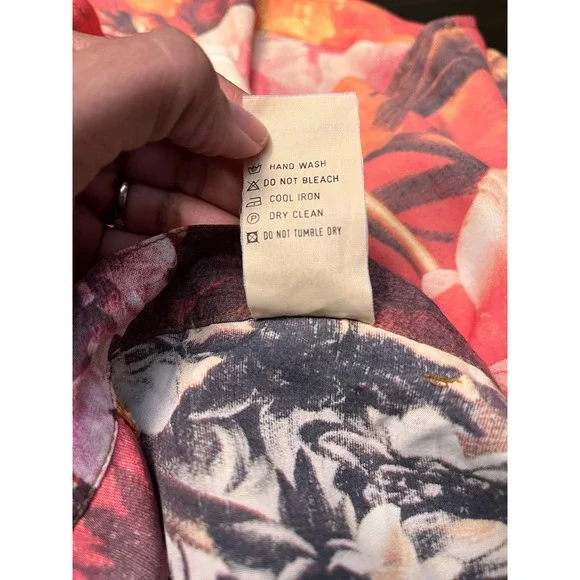 HAND WASH
DO NOT BLEACH
COOL IRON
P DRY CLEAN
DO NOT TUMBLE DRY